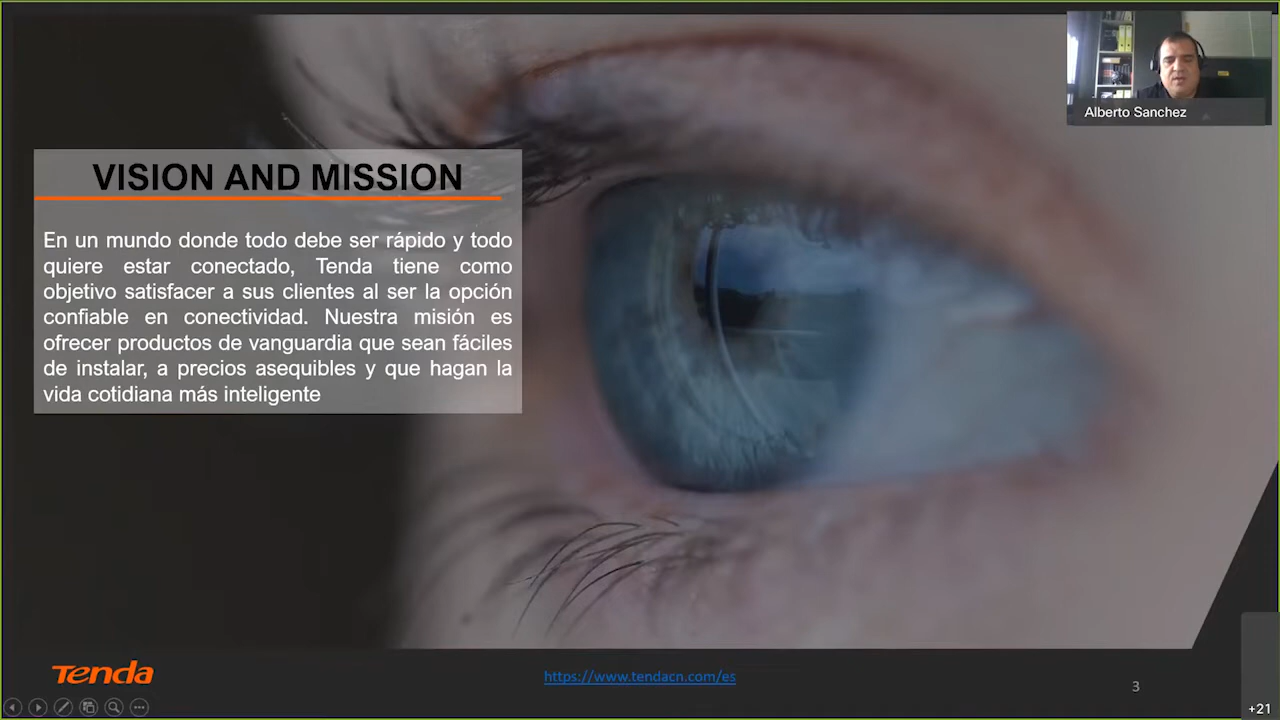 Alberto Sanchez
VISION AND MISSION
En un mundo donde todo debe ser rápido y todo
quiere estar conectado, Tenda tiene como
objetivo satisfacer a sus clientes al ser la opción
confiable en conectividad. Nuestra misión es
ofrecer productos de vanguardia que sean fáciles
de instalar, a precios asequibles y que hagan la
vida cotidiana más inteligente
Tenda
https://www.tendacn.com/es
3
+21